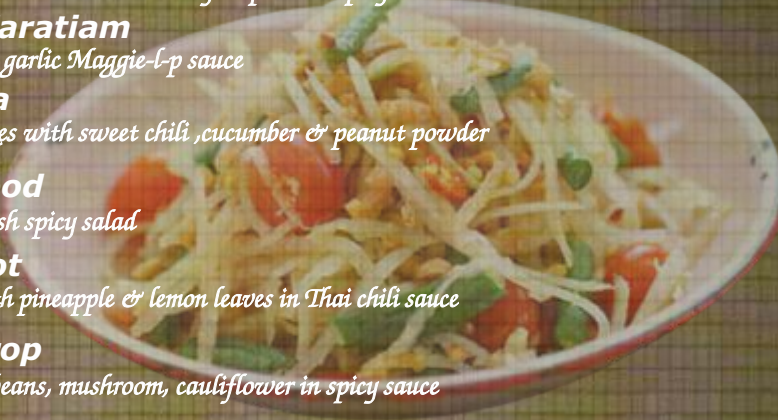 aratiam
garlic Maggie-l-p sauce
a
es with sweet chili ,cucumber & peanut powder
od
sh spicy salad
ot
h pineapple & lemon leaves in Thai chili sauce
op
eans, mushroom, cauliflower in spicy sauce